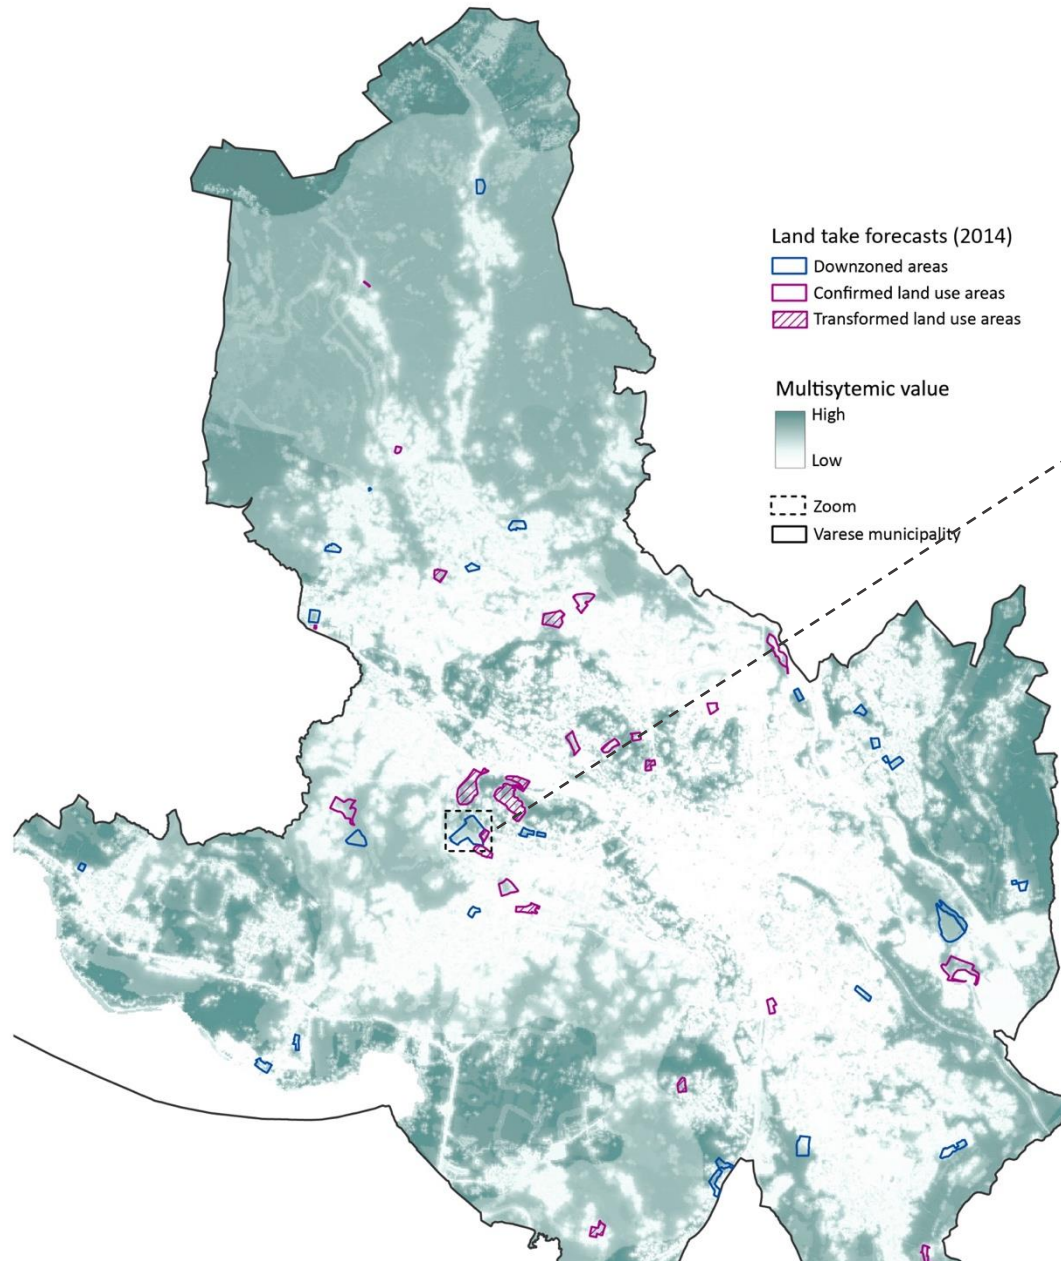 Land take forecasts (2014)
Downzoned areas
Confirmed land use areas
Transformed land use areas
Multisytemic value
High
Low
Zoom
Varese municipality